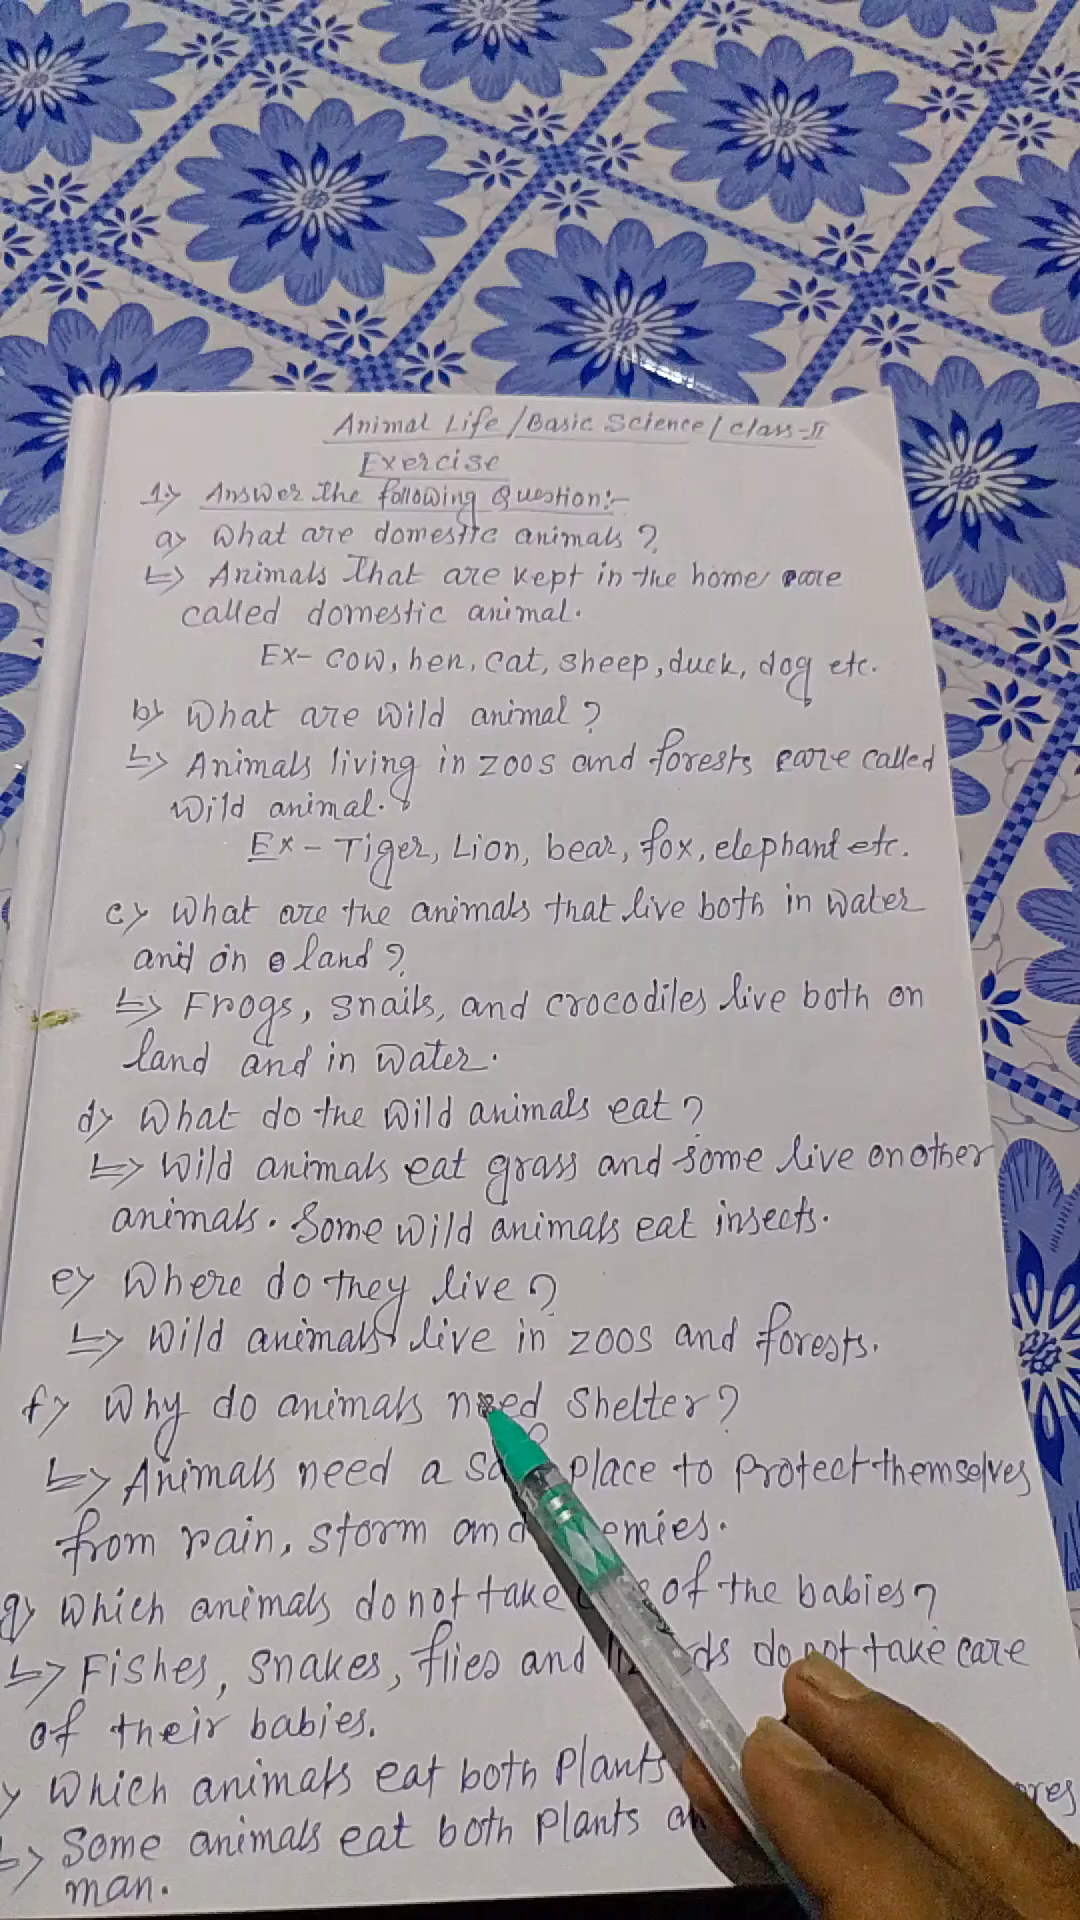 Animal Life/Basic Science/Class-II
Exercise
1) Answer the following Question:-
a) What are domestic animals?
↳ Animals that are kept in the home are
called domestic animal.
Ex- Cow, hen, cat, sheep, duck, dog etc.
b) What are wild animal?
↳ Animals living in zoos and forests are called
wild animal.
Ex- Tiger, Lion, bear, fox, elephant etc.
c) What are the animals that live both in water
and on land?
↳ Frogs, snails, and crocodiles live both on
land and in water.
d) What do the wild animals eat?
↳ Wild animals eat grass and some live on other
animals. Some wild animals eat insects.
e) Where do they live?
↳ Wild animals live in zoos and forests.
f) Why do animals need shelter?
↳ Animals need a place to protect themselves
from rain, storm and
g) Which animals do not take of the babies?
↳ Fishes, snakes, flies and do not take care
of their babies.
Which animals eat both plants
↳ Some animals eat both plants
man.